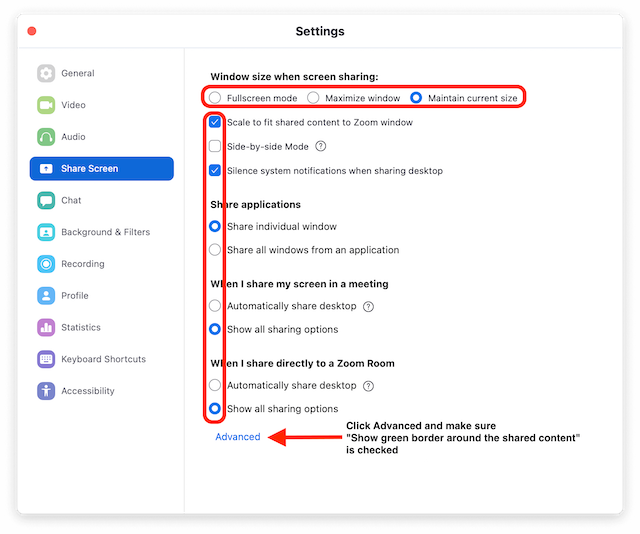 Settings
General
Video
Audio
Share Screen
Chat
Background & Filters
Recording
Profile
Statistics
Keyboard Shortcuts
Accessibility
Window size when screen sharing:
Fullscreen mode Maximize window Maintain current size
Scale to fit shared content to Zoom window
Side-by-side Mode ?
Silence system notifications when sharing desktop
Share applications
Share individual window
Share all windows from an application
When I share my screen in a meeting
Automatically share desktop ?
Show all sharing options
When I share directly to a Zoom Room
Automatically share desktop ?
Show all sharing options
Advanced
Click Advanced and make sure
"Show green border around the shared content"
is checked